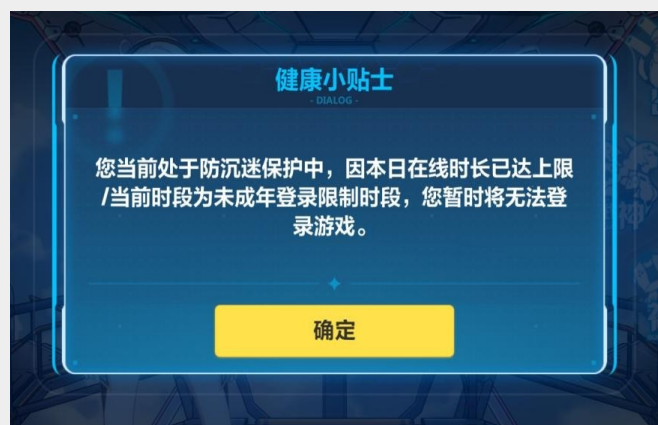 健康小贴士
- DIALOG -
您当前处于防沉迷保护中，因本日在线时长已达上限
/当前时段为未成年登录限制时段，您暂时将无法登
录游戏。
确定